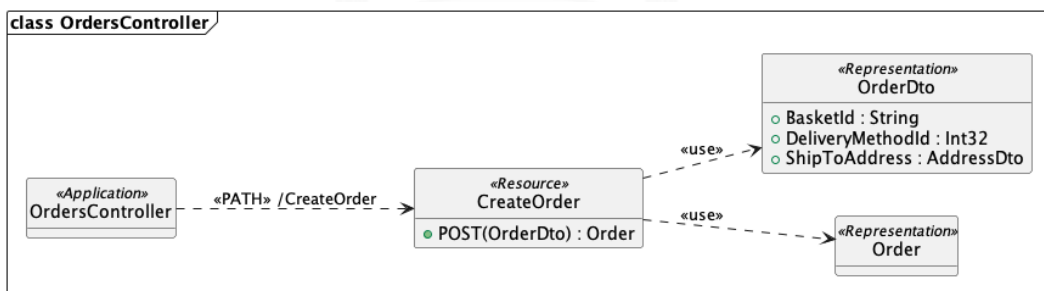 class OrdersController
«Representation»
OrderDto
BasketId : String
DeliveryMethodId : Int32
ShipToAddress : AddressDto
«use»
«Application»
OrdersController
«PATH» /CreateOrder
«Resource»
CreateOrder
POST(OrderDto) : Order
«use»
«Representation»
Order